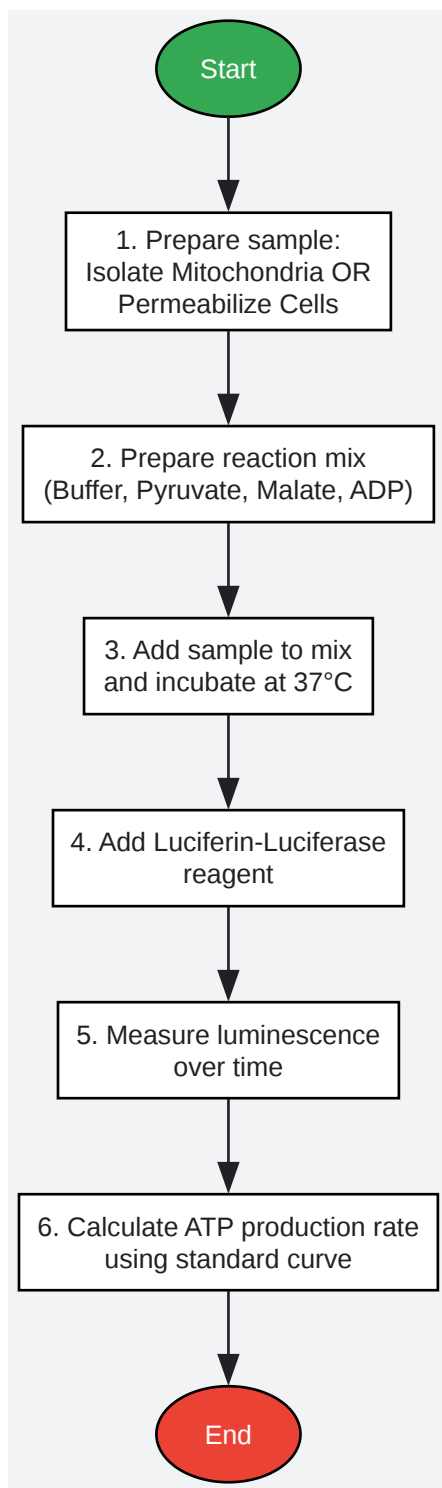 Start
1. Prepare sample:
Isolate Mitochondria OR
Permeabilize Cells
2. Prepare reaction mix
(Buffer, Pyruvate, Malate, ADP)
3. Add sample to mix
and incubate at 37°C
4. Add Luciferin-Luciferase
reagent
5. Measure luminescence
over time
6. Calculate ATP production rate
using standard curve
End